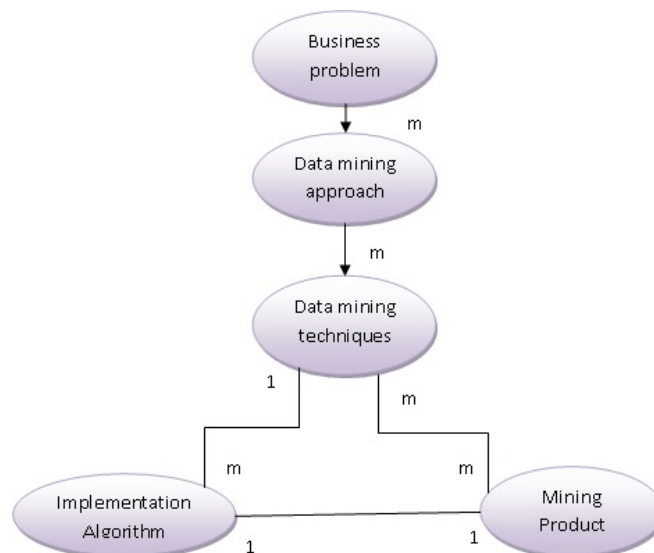 Business
problem
m
Data mining
approach
m
Data mining
techniques
1
m
m
m
Implementation
Algorithm
Mining
Product
1
1